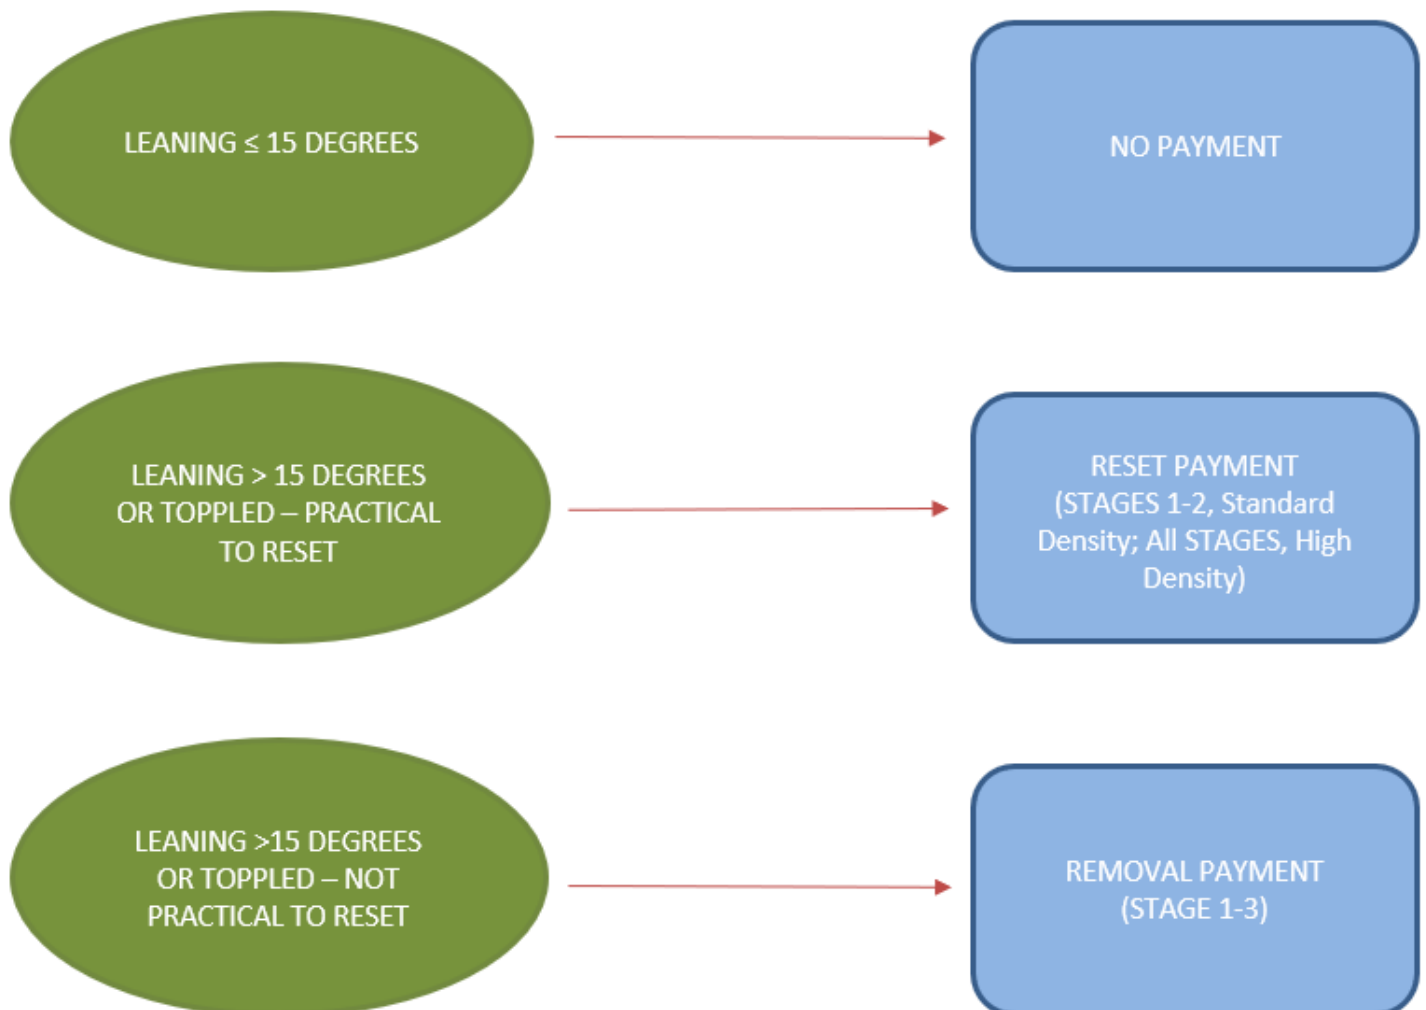 LEANING ≤ 15 DEGREES
NO PAYMENT
LEANING > 15 DEGREES
OR TOPPLED – PRACTICAL
TO RESET
RESET PAYMENT
(STAGES 1-2, Standard
Density; All STAGES, High
Density)
LEANING >15 DEGREES
OR TOPPLED – NOT
PRACTICAL TO RESET
REMOVAL PAYMENT
(STAGE 1-3)